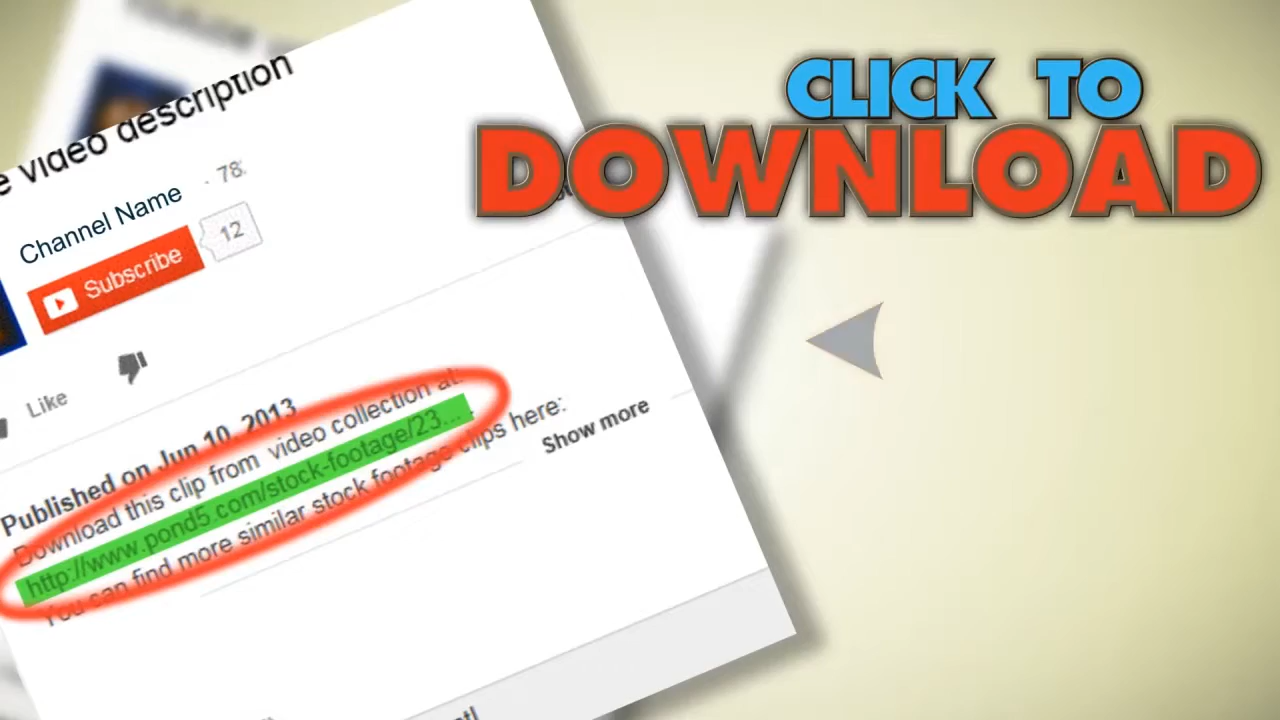 CLICK TO
DOWNLOAD
e video description
Channel Name
78
Subscribe
12
Like
Published on Jun 10, 2013
Download this clip from video collection at:
http://www.pond5.com/stock-footage/23...
You can find more similar stock footage clips here:
Show more